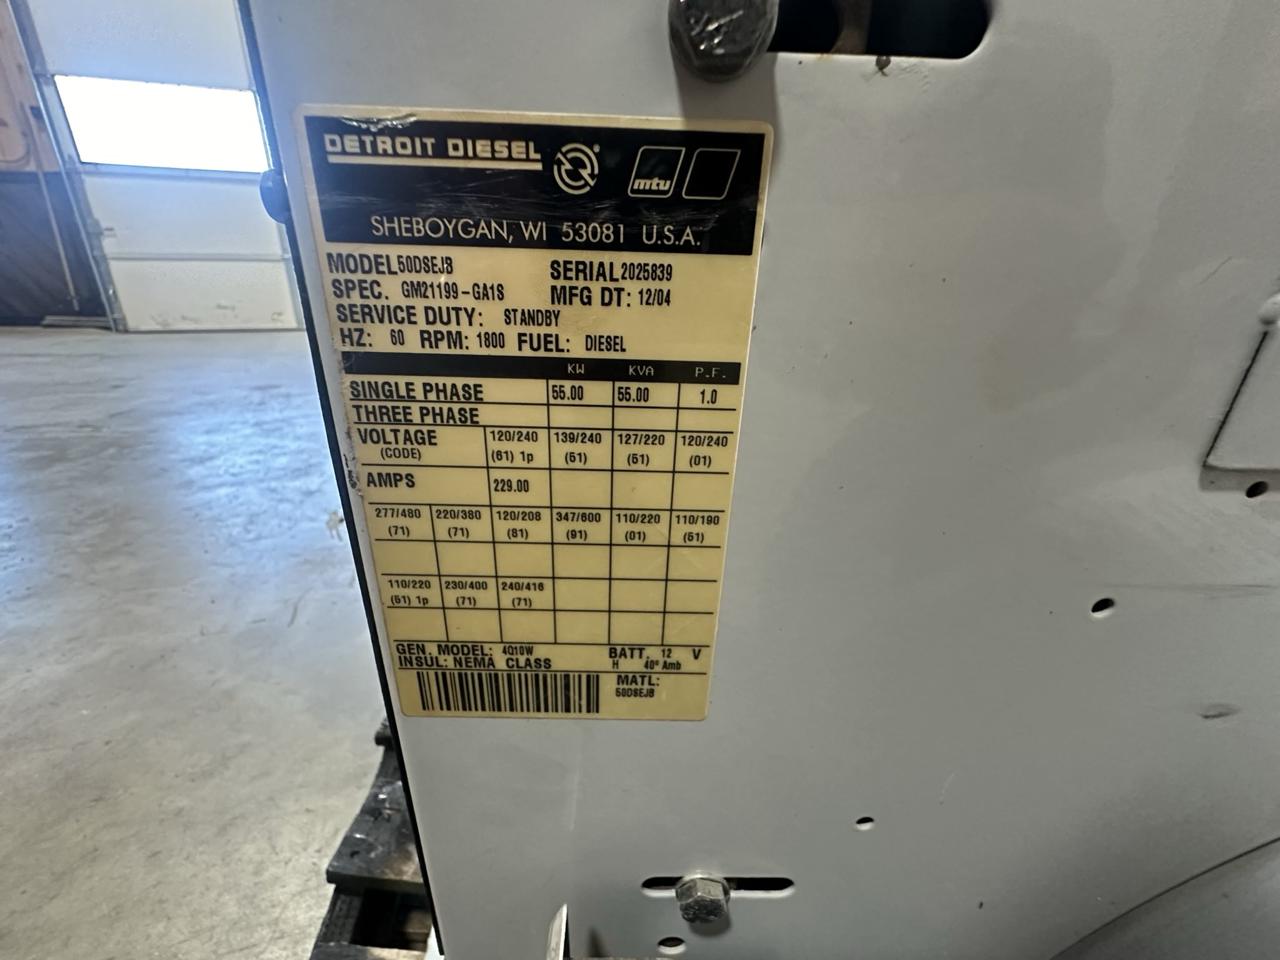 DETROIT DIESEL ® mtu
SHEBOYGAN, WI 53081 U.S.A.
MODEL 50DSEJB SERIAL 2025839
SPEC. GM21199-GA1S MFG DT: 12/04
SERVICE DUTY: STANDBY
HZ: 60 RPM: 1800 FUEL: DIESEL
KW KVA P.F.
SINGLE PHASE 55.00 55.00 1.0
THREE PHASE
VOLTAGE 120/240 139/240 127/220 120/240
(CODE) (61) 1p (51) (51) (01)
AMPS 229.00
277/480 220/380 120/208 347/600 110/220 110/190
(71) (71) (81) (91) (01) (51)
110/220 230/400 240/416
(51) 1p (71) (71)
GEN. MODEL: 4Q10W BATT. 12 V
INSUL: NEMA CLASS H 40° Amb
MATL:
50DSEJB